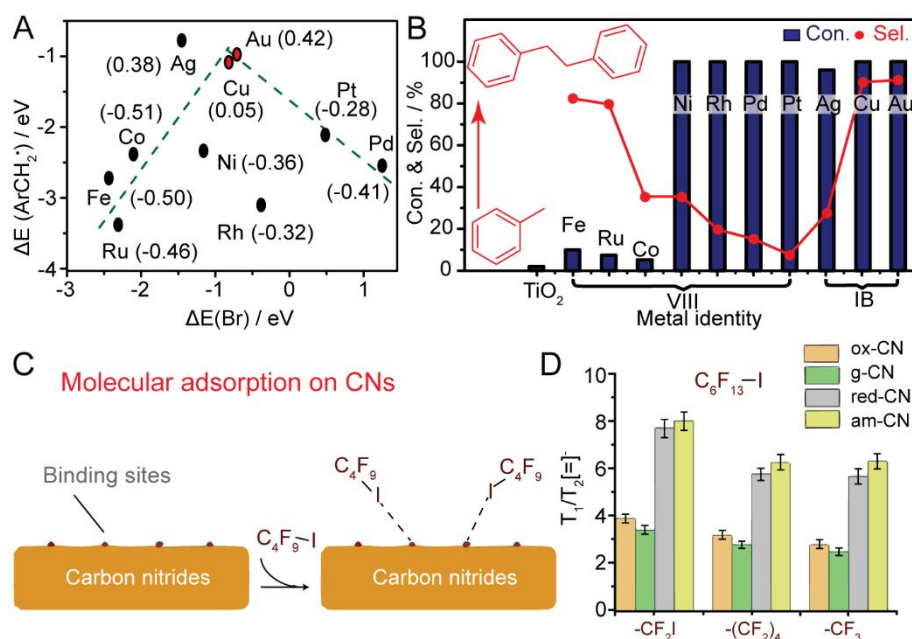 A
ΔE(ArCH₂•) / eV
0
-1
-2
-3
-4
Au (0.42)
(0.38) Ag
Cu
(0.05)
Pt
(-0.28)
(-0.51)
Co
Ni (-0.36)
Pd
(-0.41)
Fe
(-0.50)
Rh (-0.32)
Ru (-0.46)
-3 -2 -1 0 1
ΔE(Br) / eV
B
Con. Sel.
Con. & Sel. / %
100
80
60
40
20
0
Ni Rh Pd Pt Ag Cu Au
Fe
Ru
Co
TiO₂
VIII
IB
Metal identity
C
Molecular adsorption on CNs
Binding sites
C₄F₉–I
C₄F₉
I
C₄F₉
I
Carbon nitrides
Carbon nitrides
D
C₆F₁₃–I
ox-CN
g-CN
red-CN
am-CN
T₁/T₂[=]⁻
10
8
6
4
2
0
-CF₂I -(CF₂)₄ -CF₃